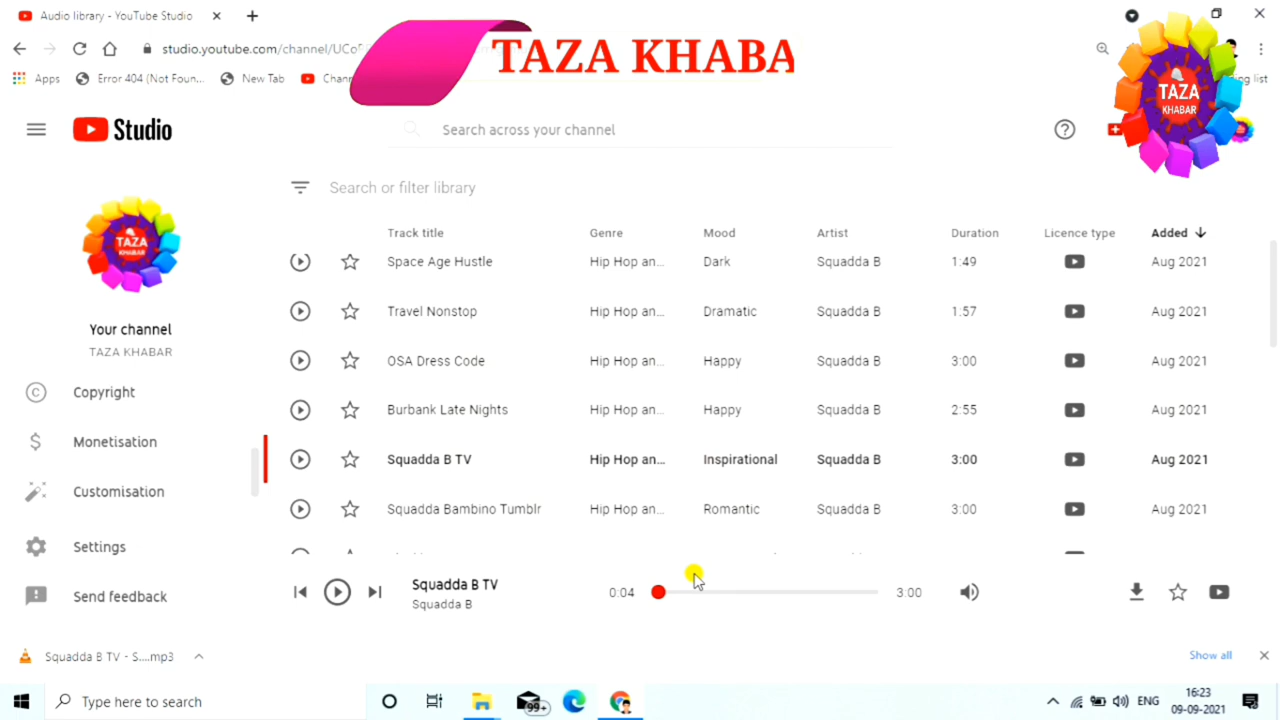 Audio library - YouTube Studio
TAZA KHABA
studio.youtube.com/channel/UCo
Apps Error 404 (Not Foun... New Tab Chan ng list
TAZA
KHABAR
Studio
Search across your channel
Search or filter library
Track title Genre Mood Artist Duration Licence type Added
Space Age Hustle Hip Hop an... Dark Squadda B 1:49 Aug 2021
TAZA
KHABAR
Travel Nonstop Hip Hop an... Dramatic Squadda B 1:57 Aug 2021
Your channel
TAZA KHABAR
OSA Dress Code Hip Hop an... Happy Squadda B 3:00 Aug 2021
Copyright
Burbank Late Nights Hip Hop an... Happy Squadda B 2:55 Aug 2021
Monetisation
Squadda B TV Hip Hop an... Inspirational Squadda B 3:00 Aug 2021
Customisation
Squadda Bambino Tumblr Hip Hop an... Romantic Squadda B 3:00 Aug 2021
Settings
Send feedback
Squadda B TV
Squadda B
0:04 3:00
Squadda B TV - S....mp3
Show all
Type here to search
99+
ENG
16:23
09-09-2021